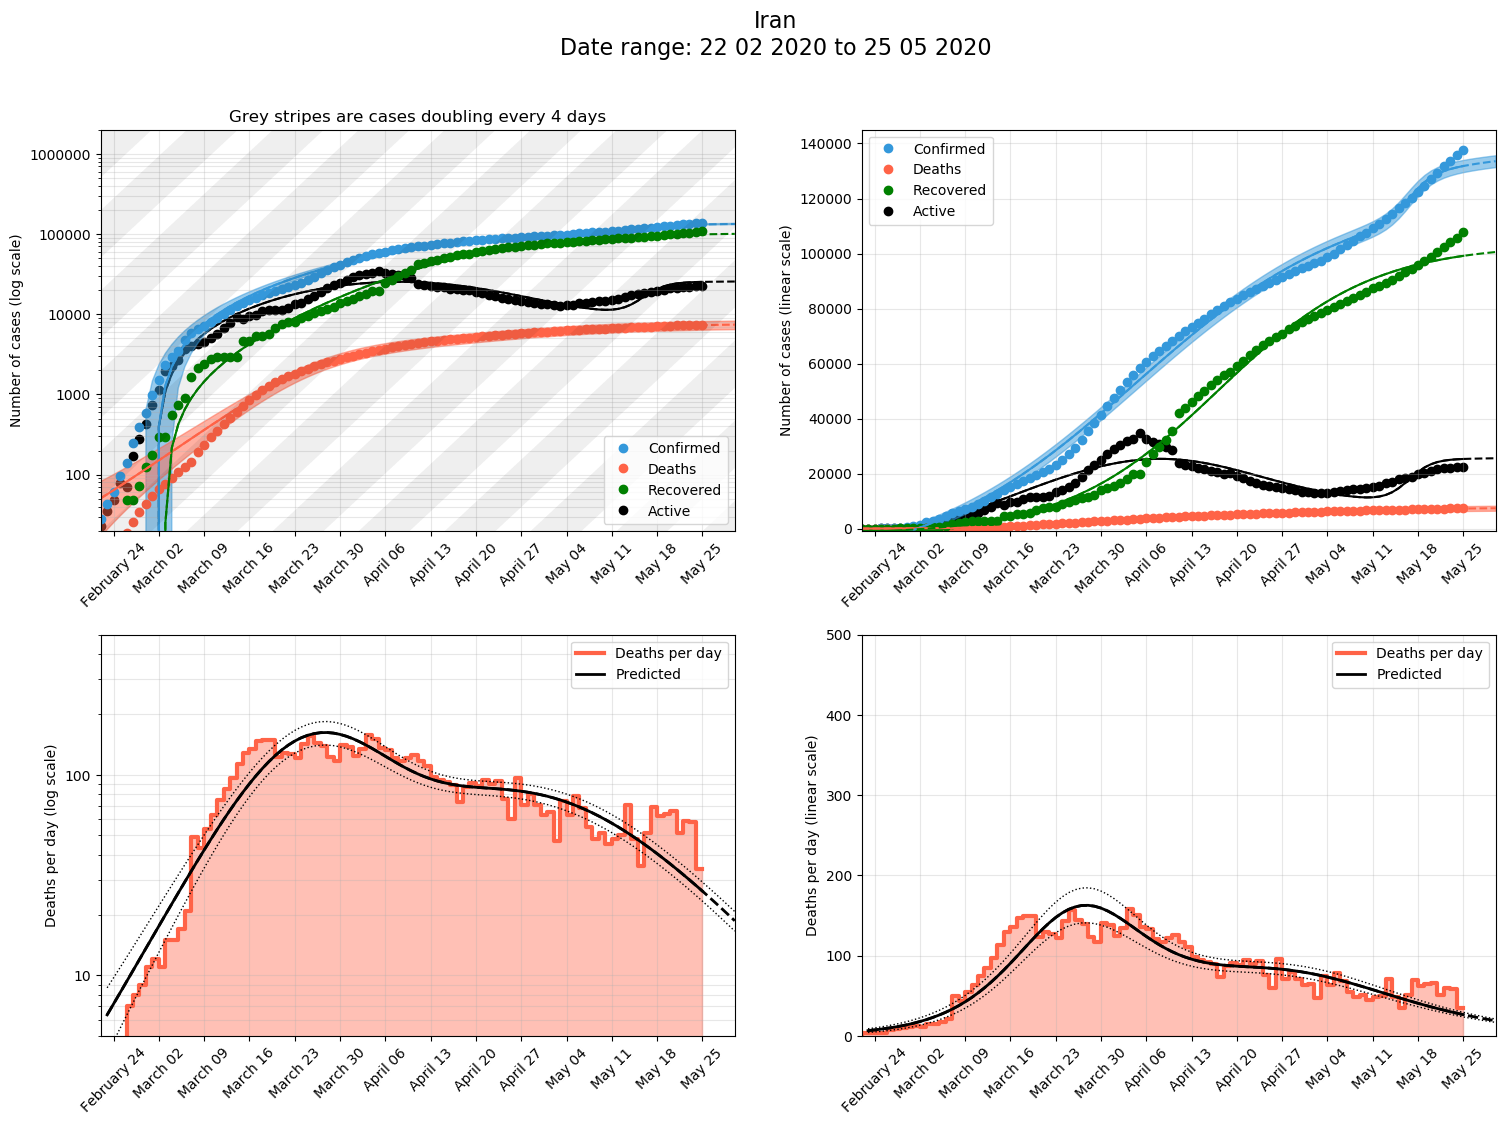 Iran
Date range: 22 02 2020 to 25 05 2020
Grey stripes are cases doubling every 4 days
Number of cases (log scale)
1000000
100000
10000
1000
100
Confirmed
Deaths
Recovered
Active
February 24
March 02
March 09
March 16
March 23
March 30
April 06
April 13
April 20
April 27
May 04
May 11
May 18
May 25
Number of cases (linear scale)
140000
120000
100000
80000
60000
40000
20000
0
Confirmed
Deaths
Recovered
Active
February 24
March 02
March 09
March 16
March 23
March 30
April 06
April 13
April 20
April 27
May 04
May 11
May 18
May 25
Deaths per day (log scale)
100
10
Deaths per day
Predicted
February 24
March 02
March 09
March 16
March 23
March 30
April 06
April 13
April 20
April 27
May 04
May 11
May 18
May 25
Deaths per day (linear scale)
500
400
300
200
100
0
Deaths per day
Predicted
February 24
March 02
March 09
March 16
March 23
March 30
April 06
April 13
April 20
April 27
May 04
May 11
May 18
May 25